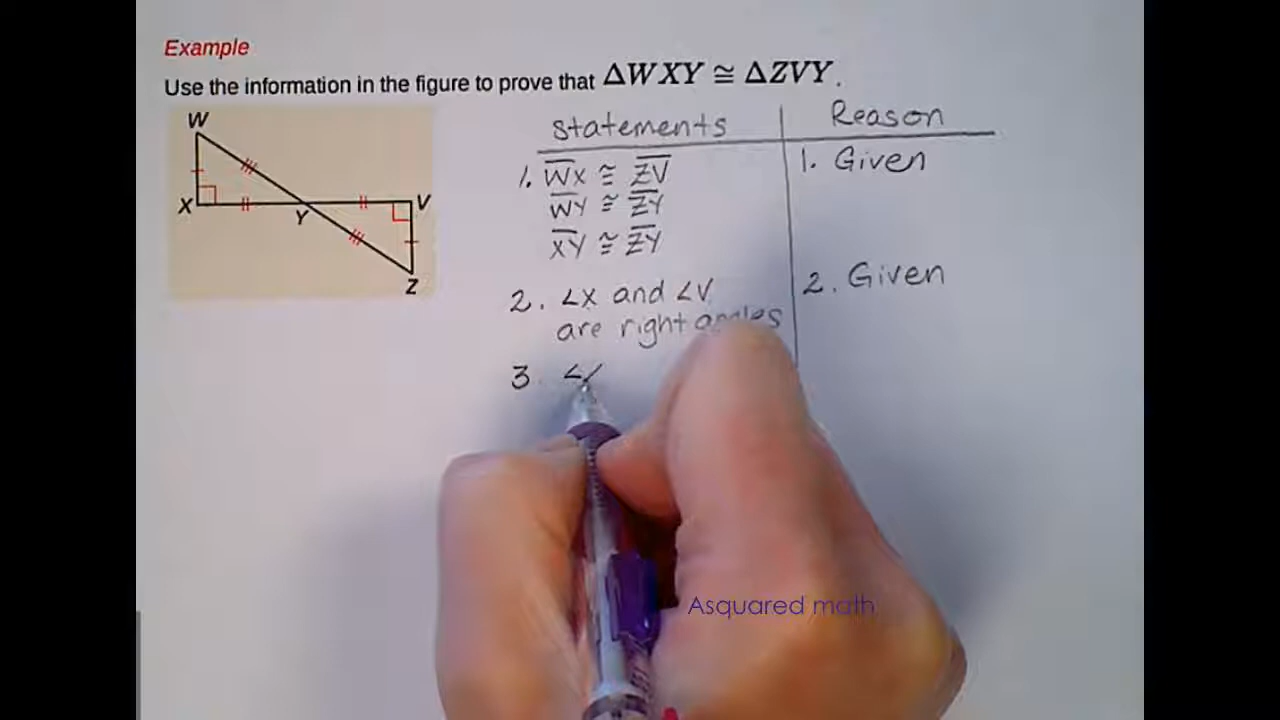 Example
Use the information in the figure to prove that ΔWXY ≅ ΔZVY.
W
X
Y
V
Z
statements Reason
1. WX ≅ ZV 1. Given
WY ≅ ZY
XY ≅ ZY
2. ∠X and ∠V 2. Given
are right angles
3. ∠
Asquared math